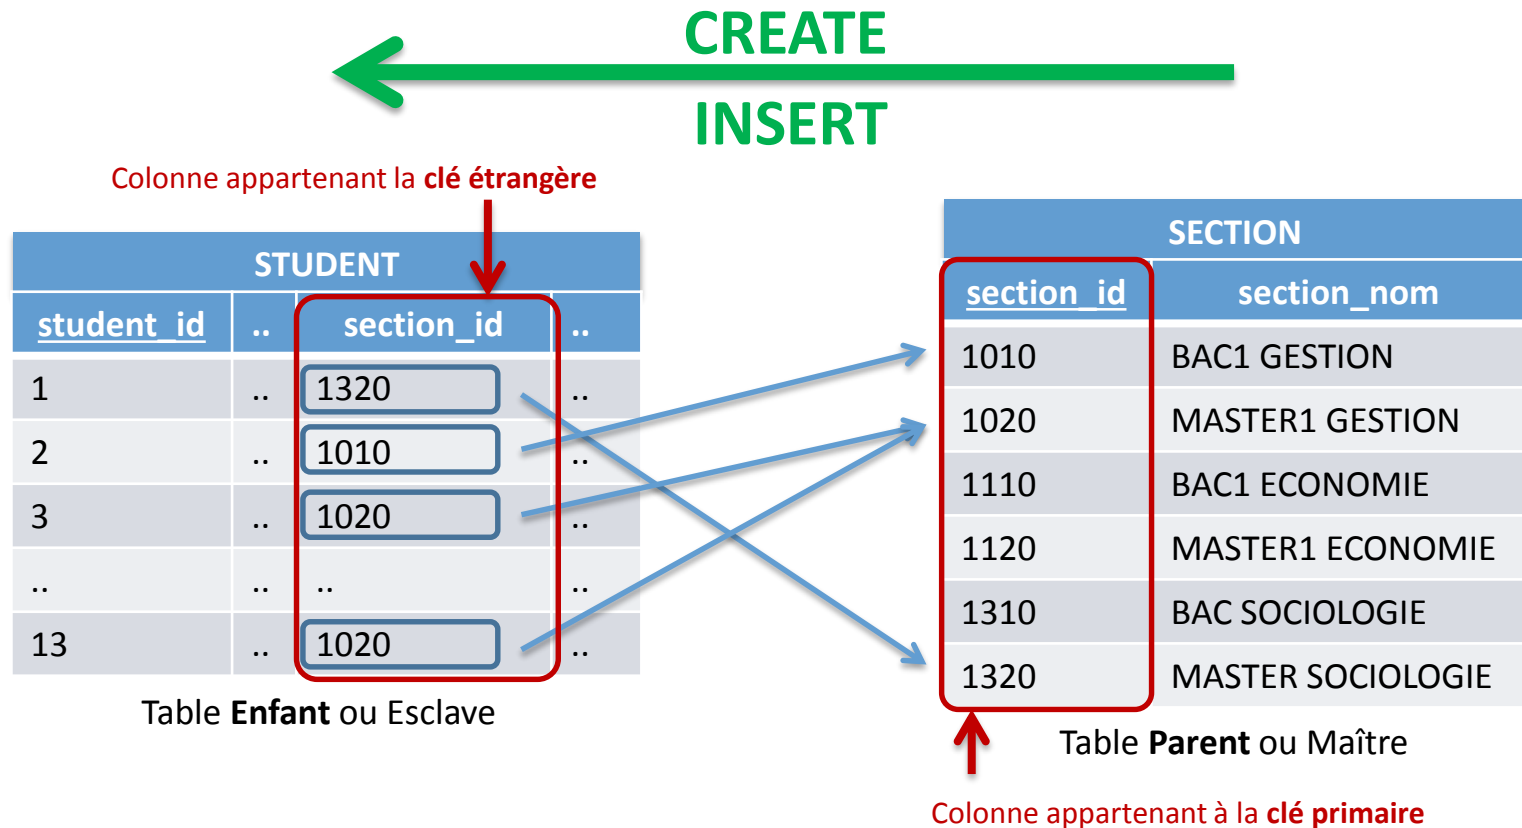 CREATE
INSERT
Colonne appartenant la clé étrangère
STUDENT
student_id .. section_id ..
1 .. 1320 ..
2 .. 1010 ..
3 .. 1020 ..
.. .. .. ..
13 .. 1020 ..
Table Enfant ou Esclave
SECTION
section_id section_nom
1010 BAC1 GESTION
1020 MASTER1 GESTION
1110 BAC1 ECONOMIE
1120 MASTER1 ECONOMIE
1310 BAC SOCIOLOGIE
1320 MASTER SOCIOLOGIE
Table Parent ou Maître
Colonne appartenant à la clé primaire